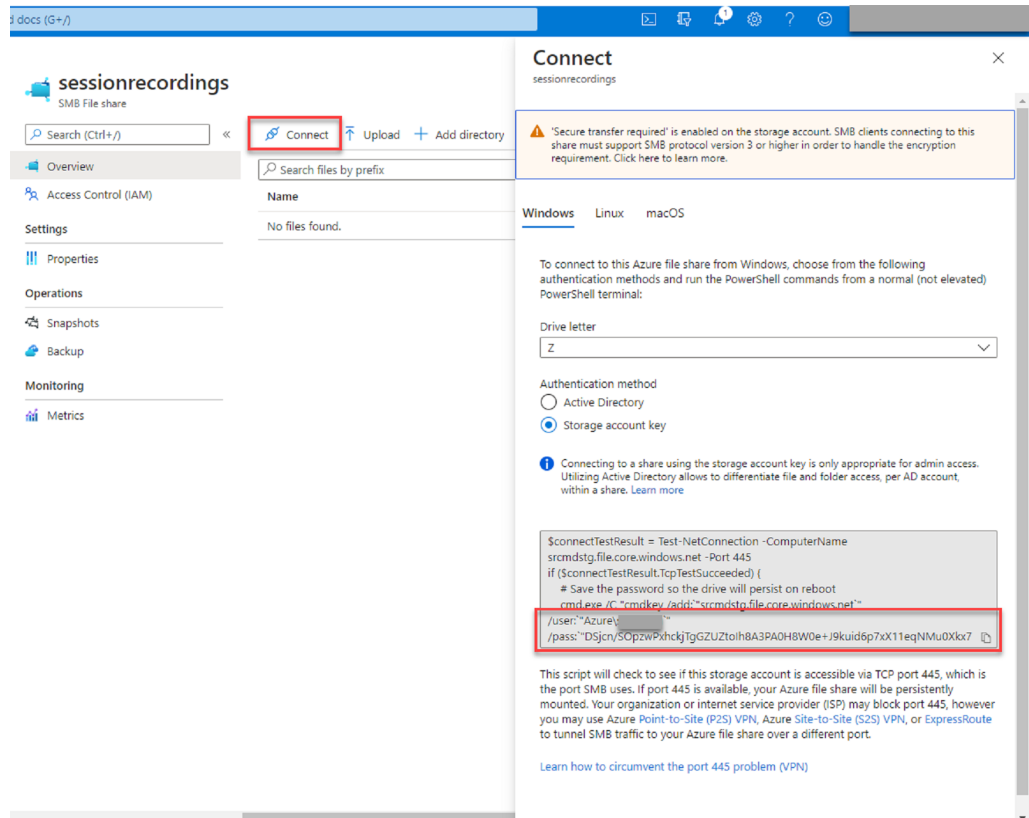 d docs (G+/)
1
sessionrecordings
SMB File share
Search (Ctrl+/)
«
Overview
Access Control (IAM)
Settings
Properties
Operations
Snapshots
Backup
Monitoring
Metrics
Connect
Upload
Add directory
Search files by prefix
Name
No files found.
Connect
sessionrecordings
'Secure transfer required' is enabled on the storage account. SMB clients connecting to this
share must support SMB protocol version 3 or higher in order to handle the encryption
requirement. Click here to learn more.
Windows Linux macOS
To connect to this Azure file share from Windows, choose from the following
authentication methods and run the PowerShell commands from a normal (not elevated)
PowerShell terminal:
Drive letter
Z
Authentication method
Active Directory
Storage account key
Connecting to a share using the storage account key is only appropriate for admin access.
Utilizing Active Directory allows to differentiate file and folder access, per AD account,
within a share. Learn more
$connectTestResult = Test-NetConnection -ComputerName
srcmdstg.file.core.windows.net -Port 445
if ($connectTestResult.TcpTestSucceeded) {
# Save the password so the drive will persist on reboot
cmd.exe /C "cmdkey /add:`"srcmdstg.file.core.windows.net`"
/user:`"Azure\ `"
/pass:`"DSjcn/SOpzwPxhckjTgGZUZtoIh8A3PA0H8W0e+J9kuid6p7xX11eqNMu0Xkx7
This script will check to see if this storage account is accessible via TCP port 445, which is
the port SMB uses. If port 445 is available, your Azure file share will be persistently
mounted. Your organization or internet service provider (ISP) may block port 445, however
you may use Azure Point-to-Site (P2S) VPN, Azure Site-to-Site (S2S) VPN, or ExpressRoute
to tunnel SMB traffic to your Azure file share over a different port.
Learn how to circumvent the port 445 problem (VPN)